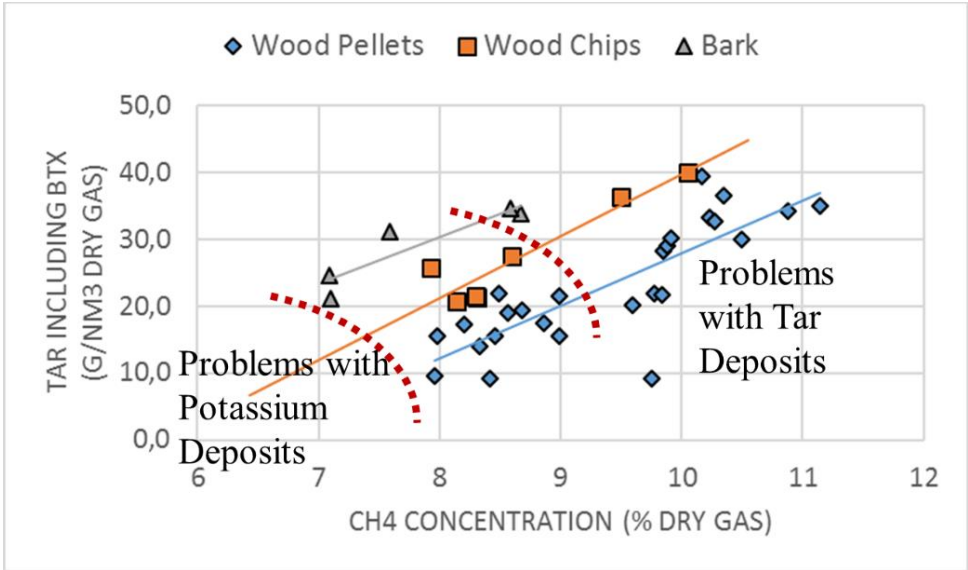 Wood Pellets Wood Chips Bark
TAR INCLUDING BTX
(G/NM3 DRY GAS)
50,0
40,0
30,0
20,0
10,0
0,0
Problems with
Tar
Deposits
Problems with
Potassium
Deposits
6 7 8 9 10 11 12
CH4 CONCENTRATION (% DRY GAS)